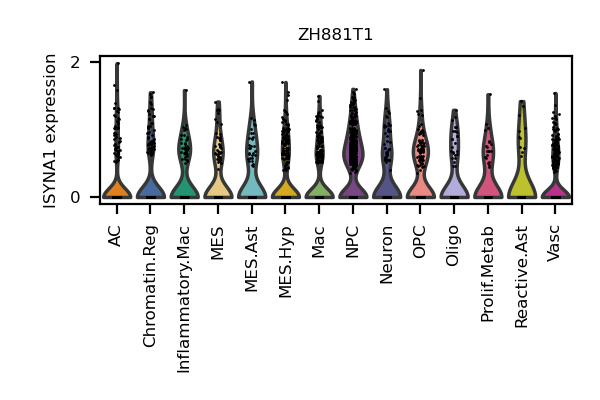 ZH881T1
ISYNA1 expression
2
0
AC
Chromatin.Reg
Inflammatory.Mac
MES
MES.Ast
MES.Hyp
Mac
NPC
Neuron
OPC
Oligo
Prolif.Metab
Reactive.Ast
Vasc